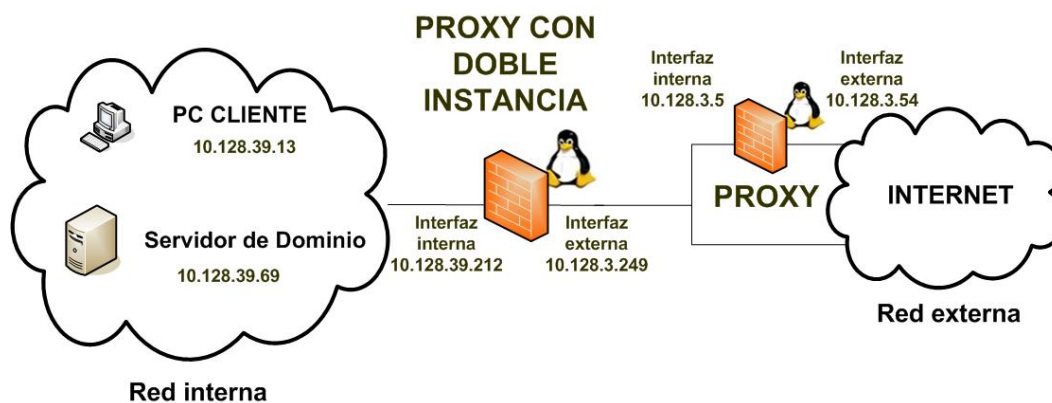 PROXY CON
DOBLE
INSTANCIA
Interfaz
interna
10.128.3.5
Interfaz
externa
10.128.3.54
PC CLIENTE
10.128.39.13
Servidor de Dominio
10.128.39.69
Interfaz
interna
10.128.39.212
Interfaz
externa
10.128.3.249
PROXY
INTERNET
Red externa
Red interna